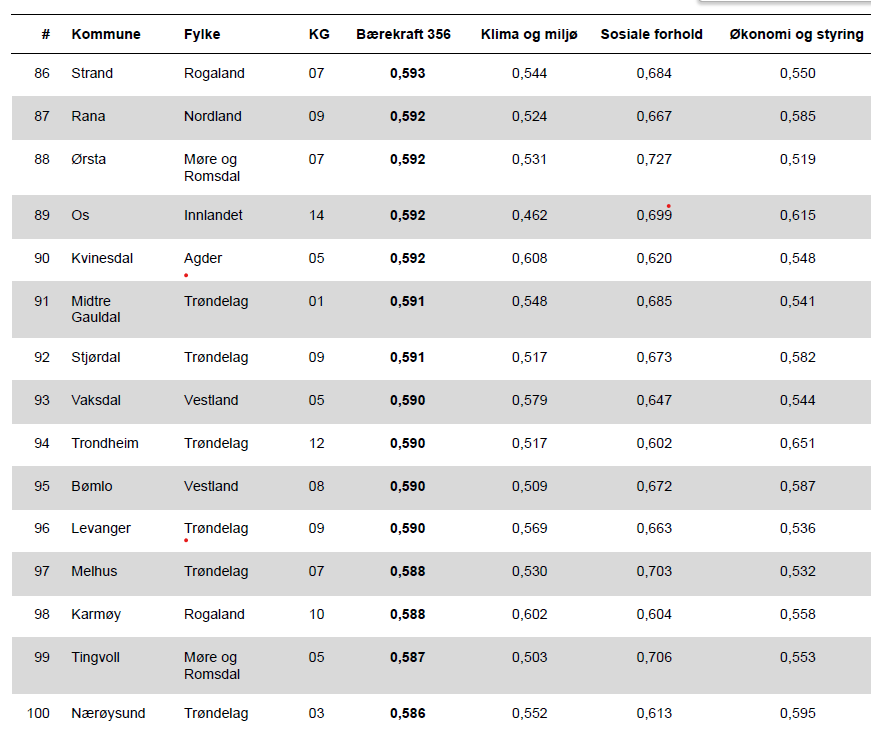 # Kommune Fylke KG Bærekraft 356 Klima og miljø Sosiale forhold Økonomi og styring
86 Strand Rogaland 07 0,593 0,544 0,684 0,550
87 Rana Nordland 09 0,592 0,524 0,667 0,585
88 Ørsta Møre og 07 0,592 0,531 0,727 0,519
Romsdal
89 Os Innlandet 14 0,592 0,462 0,699 0,615
90 Kvinesdal Agder 05 0,592 0,608 0,620 0,548
91 Midtre Trøndelag 01 0,591 0,548 0,685 0,541
Gauldal
92 Stjørdal Trøndelag 09 0,591 0,517 0,673 0,582
93 Vaksdal Vestland 05 0,590 0,579 0,647 0,544
94 Trondheim Trøndelag 12 0,590 0,517 0,602 0,651
95 Bømlo Vestland 08 0,590 0,509 0,672 0,587
96 Levanger Trøndelag 09 0,590 0,569 0,663 0,536
97 Melhus Trøndelag 07 0,588 0,530 0,703 0,532
98 Karmøy Rogaland 10 0,588 0,602 0,604 0,558
99 Tingvoll Møre og 05 0,587 0,503 0,706 0,553
Romsdal
100 Nærøysund Trøndelag 03 0,586 0,552 0,613 0,595